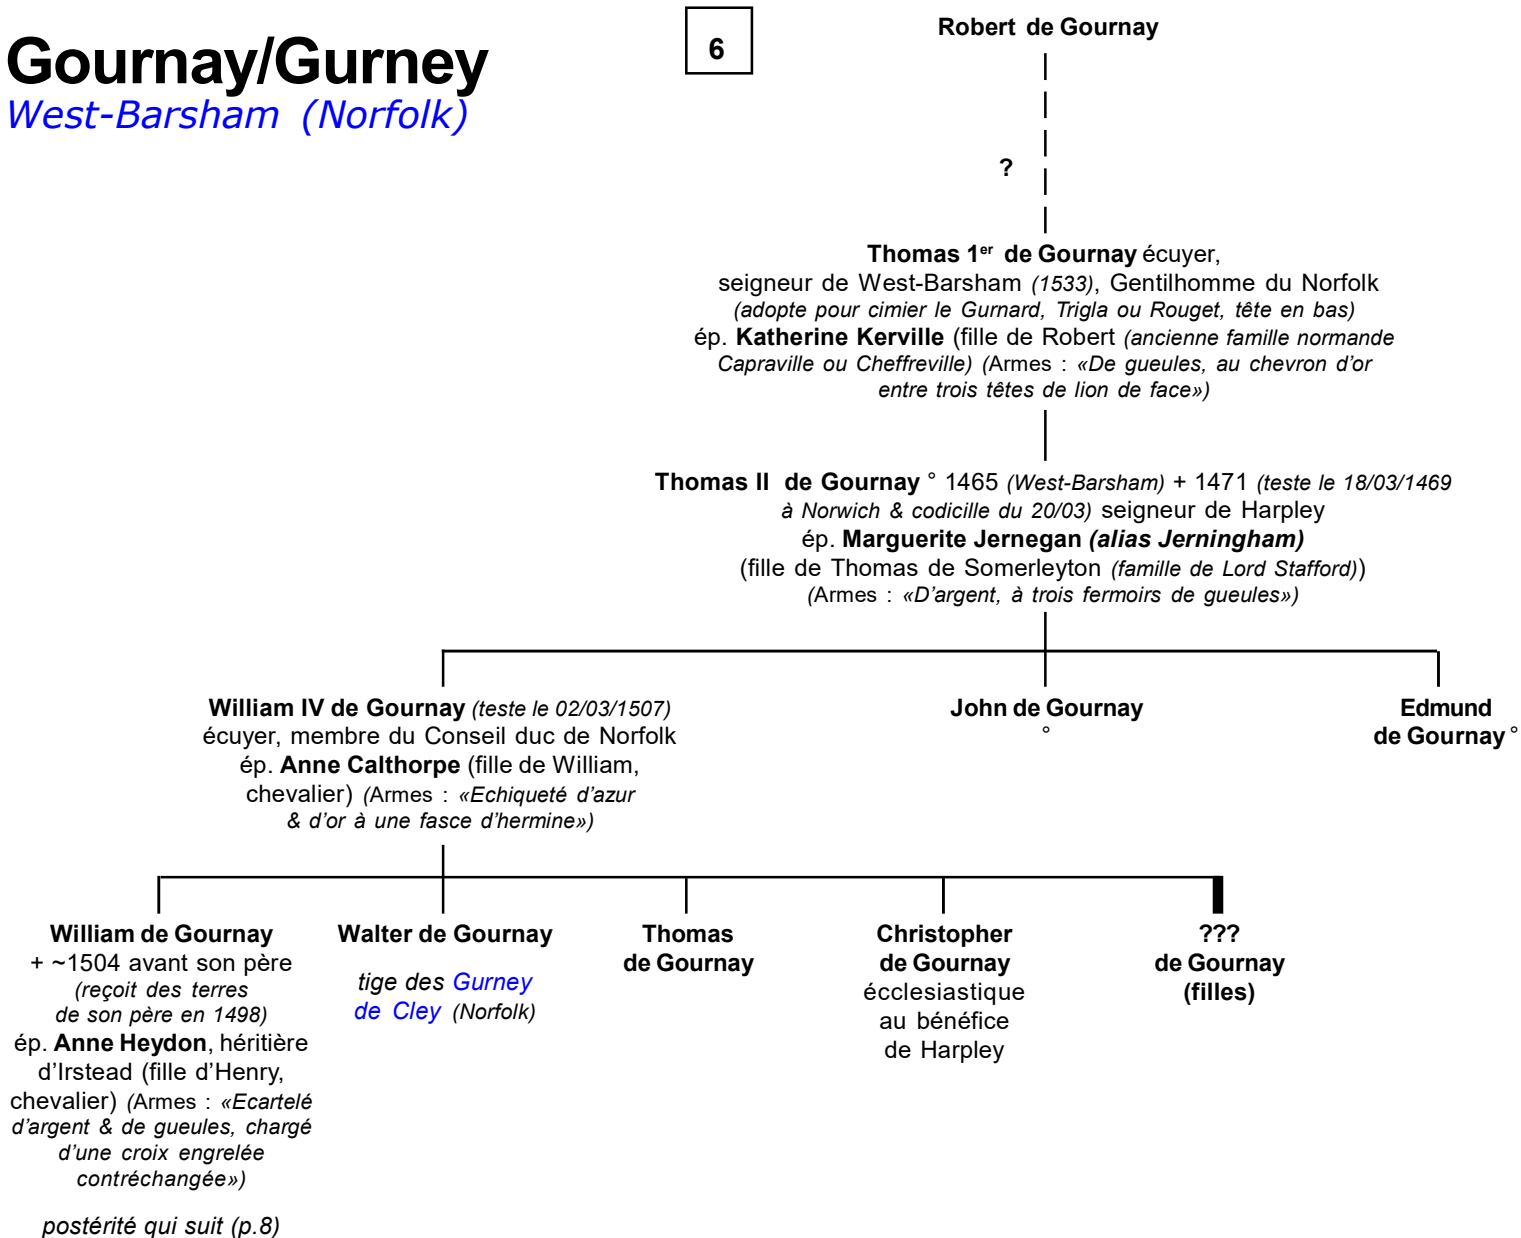 Gournay/Gurney
West-Barsham (Norfolk)
6
Robert de Gournay
?
Thomas 1er de Gournay écuyer,
seigneur de West-Barsham (1533), Gentilhomme du Norfolk
(adopte pour cimier le Gurnard, Trigla ou Rouget, tête en bas)
ép. Katherine Kerville (fille de Robert (ancienne famille normande
Capraville ou Cheffreville) (Armes : «De gueules, au chevron d'or
entre trois têtes de lion de face»)
Thomas II de Gournay ° 1465 (West-Barsham) + 1471 (teste le 18/03/1469
à Norwich & codicille du 20/03) seigneur de Harpley
ép. Marguerite Jernegan (alias Jerningham)
(fille de Thomas de Somerleyton (famille de Lord Stafford))
(Armes : «D'argent, à trois fermoirs de gueules»)
William IV de Gournay (teste le 02/03/1507)
écuyer, membre du Conseil duc de Norfolk
ép. Anne Calthorpe (fille de William,
chevalier) (Armes : «Echiqueté d'azur
& d'or à une fasce d'hermine»)
John de Gournay
°
Edmund
de Gournay °
William de Gournay
+ ~1504 avant son père
(reçoit des terres
de son père en 1498)
ép. Anne Heydon, héritière
d'Irstead (fille d'Henry,
chevalier) (Armes : «Ecartelé
d'argent & de gueules, chargé
d'une croix engrelée
contréchangée»)
postérité qui suit (p.8)
Walter de Gournay
tige des Gurney
de Cley (Norfolk)
Thomas
de Gournay
Christopher
de Gournay
écclesiastique
au bénéfice
de Harpley
???
de Gournay
(filles)